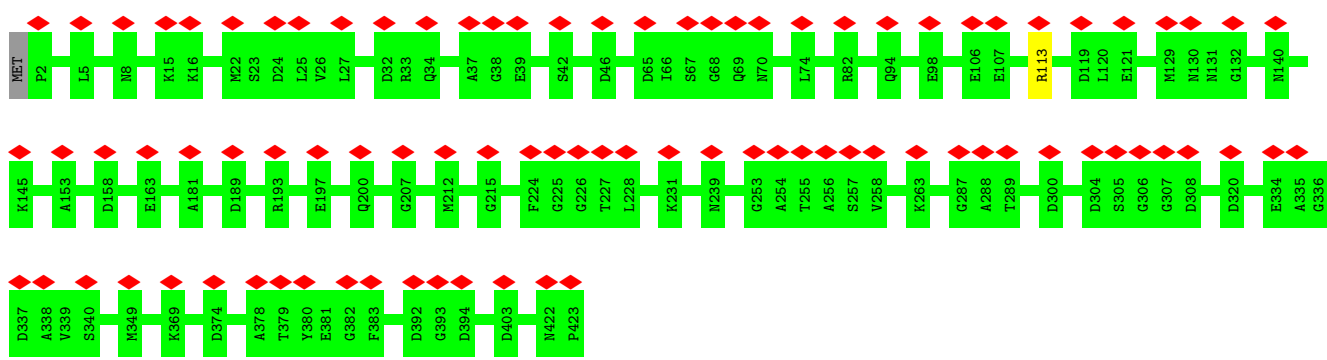 MET P2 L5 N8 K15 K16 M22 S23 D24 L25 V26 L27 D32 R33 Q34 A37 G38 E39 S42 D46 D65 I66 S67 G68 Q69 N70 L74 R82 Q94 E98 E106 E107 R113 D119 L120 E121 M129 N130 N131 G132 N140
K145 A153 D158 E163 A181 D189 R193 E197 Q200 G207 M212 G215 F224 G225 G226 T227 L228 K231 N239 G253 A254 T255 A256 S257 V258 K263 G287 A288 T289 D300 D304 S305 G306 G307 D308 D320 E334 A335 G336
D337 A338 V339 S340 M349 K369 D374 A378 T379 Y380 E381 G382 F383 D392 G393 D394 D403 N422 P423